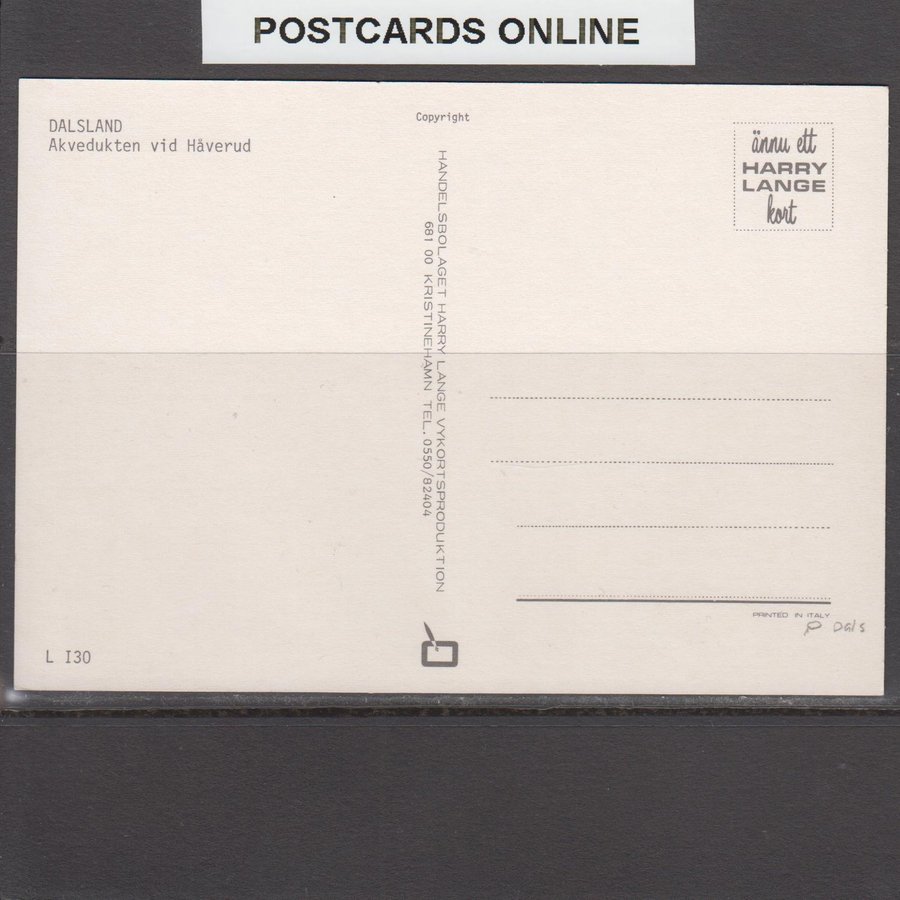 POSTCARDS ONLINE
DALSLAND
Akvedukten vid Håverud
Copyright
HANDELSBOLAGET HARRY LANGE VYKORTSPRODUKTION
681 00 KRISTINEHAMN TEL. 0550/82404
ännu ett
HARRY
LANGE
kort
PRINTED IN ITALY
Dals
L I30